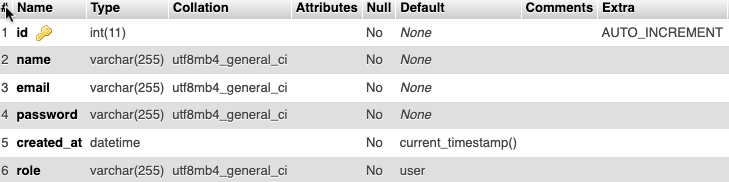 # Name Type Collation Attributes Null Default Comments Extra
1 id int(11) No None AUTO_INCREMENT
2 name varchar(255) utf8mb4_general_ci No None
3 email varchar(255) utf8mb4_general_ci No None
4 password varchar(255) utf8mb4_general_ci No None
5 created_at datetime No current_timestamp()
6 role varchar(255) utf8mb4_general_ci No user